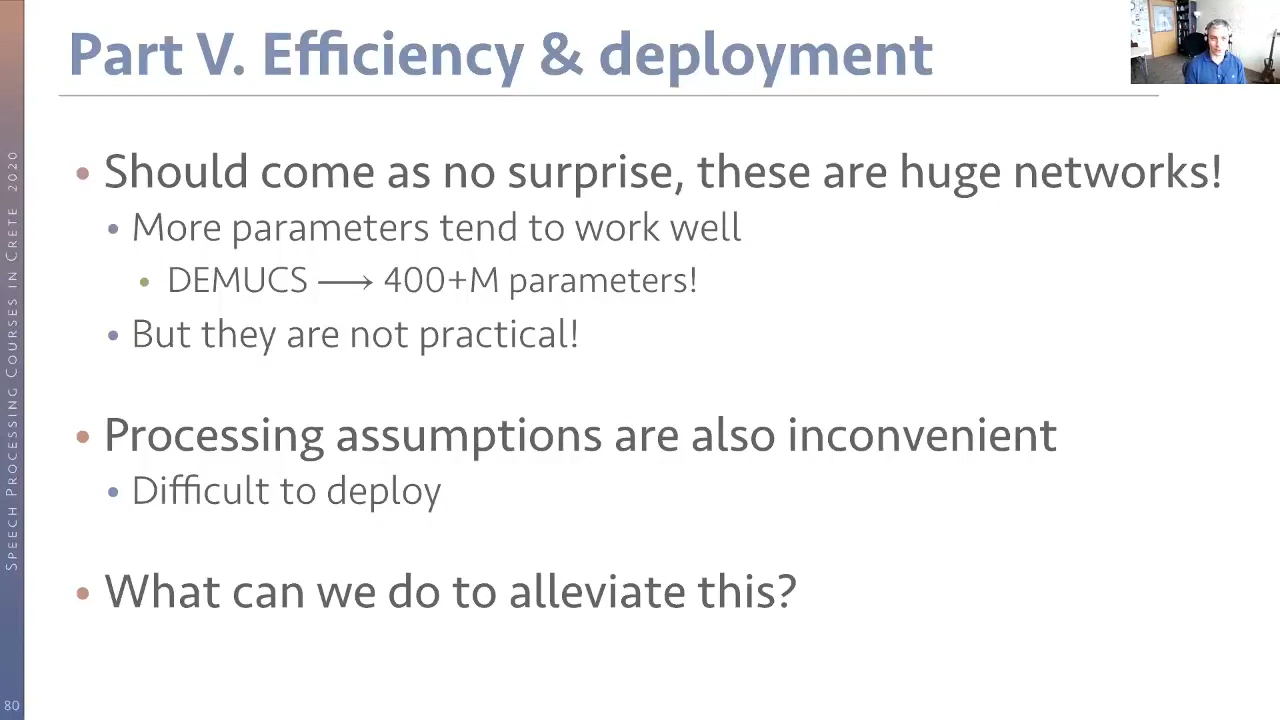 Part V. Efficiency & deployment
• Should come as no surprise, these are huge networks!
• More parameters tend to work well
• DEMUCS ⟶ 400+M parameters!
• But they are not practical!
• Processing assumptions are also inconvenient
• Difficult to deploy
• What can we do to alleviate this?
Speech Processing Courses in Crete 2020
80